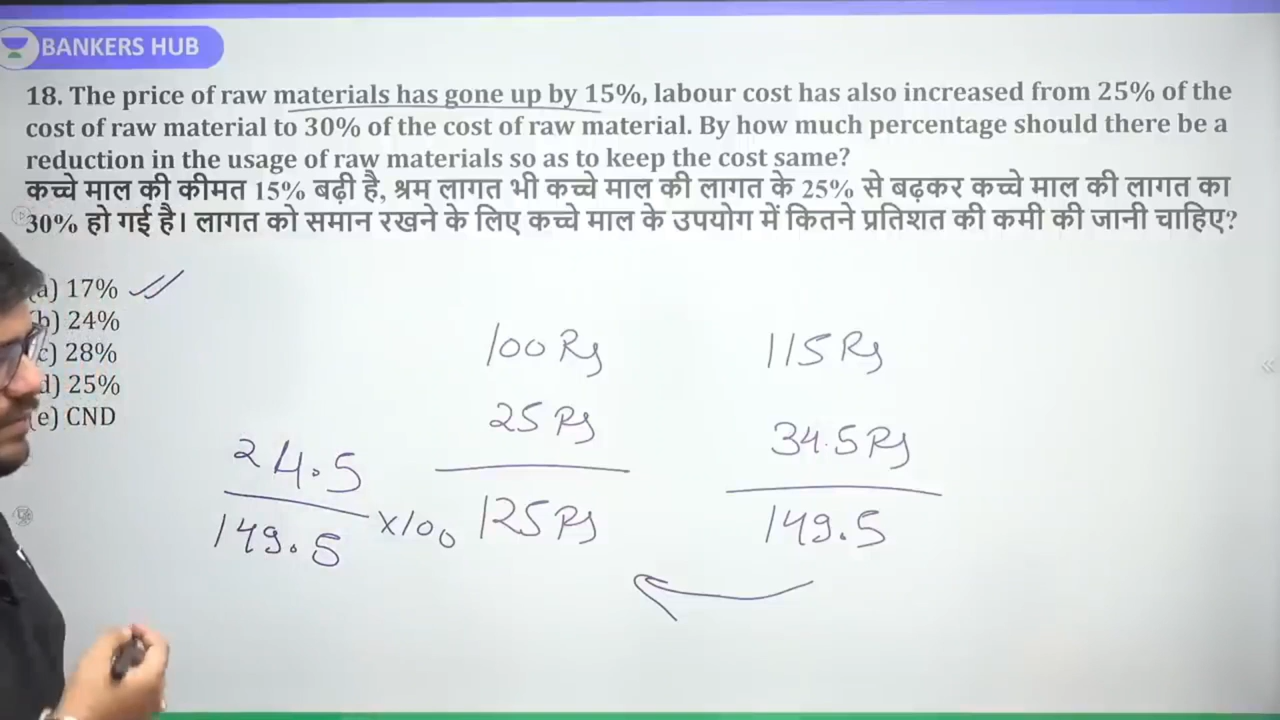 BANKERS HUB
18. The price of raw materials has gone up by 15%, labour cost has also increased from 25% of the
cost of raw material to 30% of the cost of raw material. By how much percentage should there be a
reduction in the usage of raw materials so as to keep the cost same?
कच्चे माल की कीमत 15% बढ़ी है, श्रम लागत भी कच्चे माल की लागत के 25% से बढ़कर कच्चे माल की लागत का
30% हो गई है। लागत को समान रखने के लिए कच्चे माल के उपयोग में कितने प्रतिशत की कमी की जानी चाहिए?
(a) 17%
(b) 24%
(c) 28%
(d) 25%
(e) CND
100 Rs
25 Rs
125 Rs
115 Rs
34.5 Rs
149.5
24.5
149.5
×100